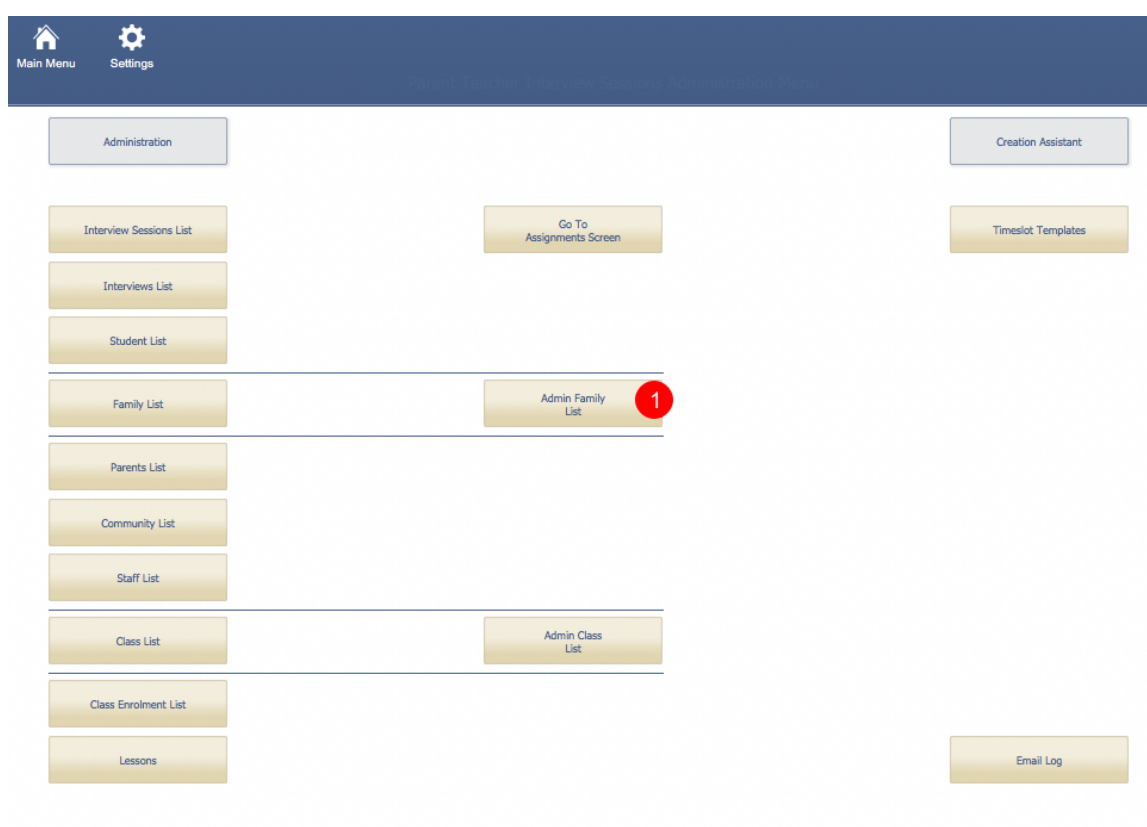 Main Menu
Settings
Parent Teacher Interview Sessions Administration Menu
Administration
Creation Assistant
Interview Sessions List
Go To
Assignments Screen
Timeslot Templates
Interviews List
Student List
Family List
Admin Family
List
1
Parents List
Community List
Staff List
Class List
Admin Class
List
Class Enrolment List
Lessons
Email Log